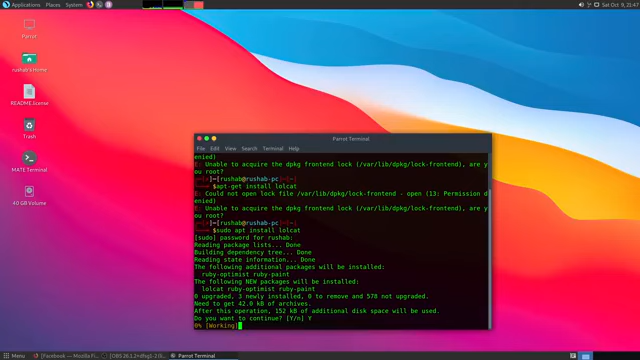 Applications Places System Sat Oct 9, 21:47
Parrot
rushab's Home
README.license
Trash
MATE Terminal
40 GB Volume
Parrot Terminal
File Edit View Search Terminal Help
enied)
E: Unable to acquire the dpkg frontend lock (/var/lib/dpkg/lock-frontend), are y
ou root?
[rushab@rushab-pc]
$apt-get install lolcat
E: Could not open lock file /var/lib/dpkg/lock-frontend - open (13: Permission d
enied)
E: Unable to acquire the dpkg frontend lock (/var/lib/dpkg/lock-frontend), are y
ou root?
[rushab@rushab-pc]
$sudo apt install lolcat
[sudo] password for rushab:
Reading package lists... Done
Building dependency tree... Done
Reading state information... Done
The following additional packages will be installed:
ruby-optimist ruby-paint
The following NEW packages will be installed:
lolcat ruby-optimist ruby-paint
0 upgraded, 3 newly installed, 0 to remove and 578 not upgraded.
Need to get 42.0 kB of archives.
After this operation, 152 kB of additional disk space will be used.
Do you want to continue? [Y/n] Y
0% [Working]
Menu Parrot Terminal